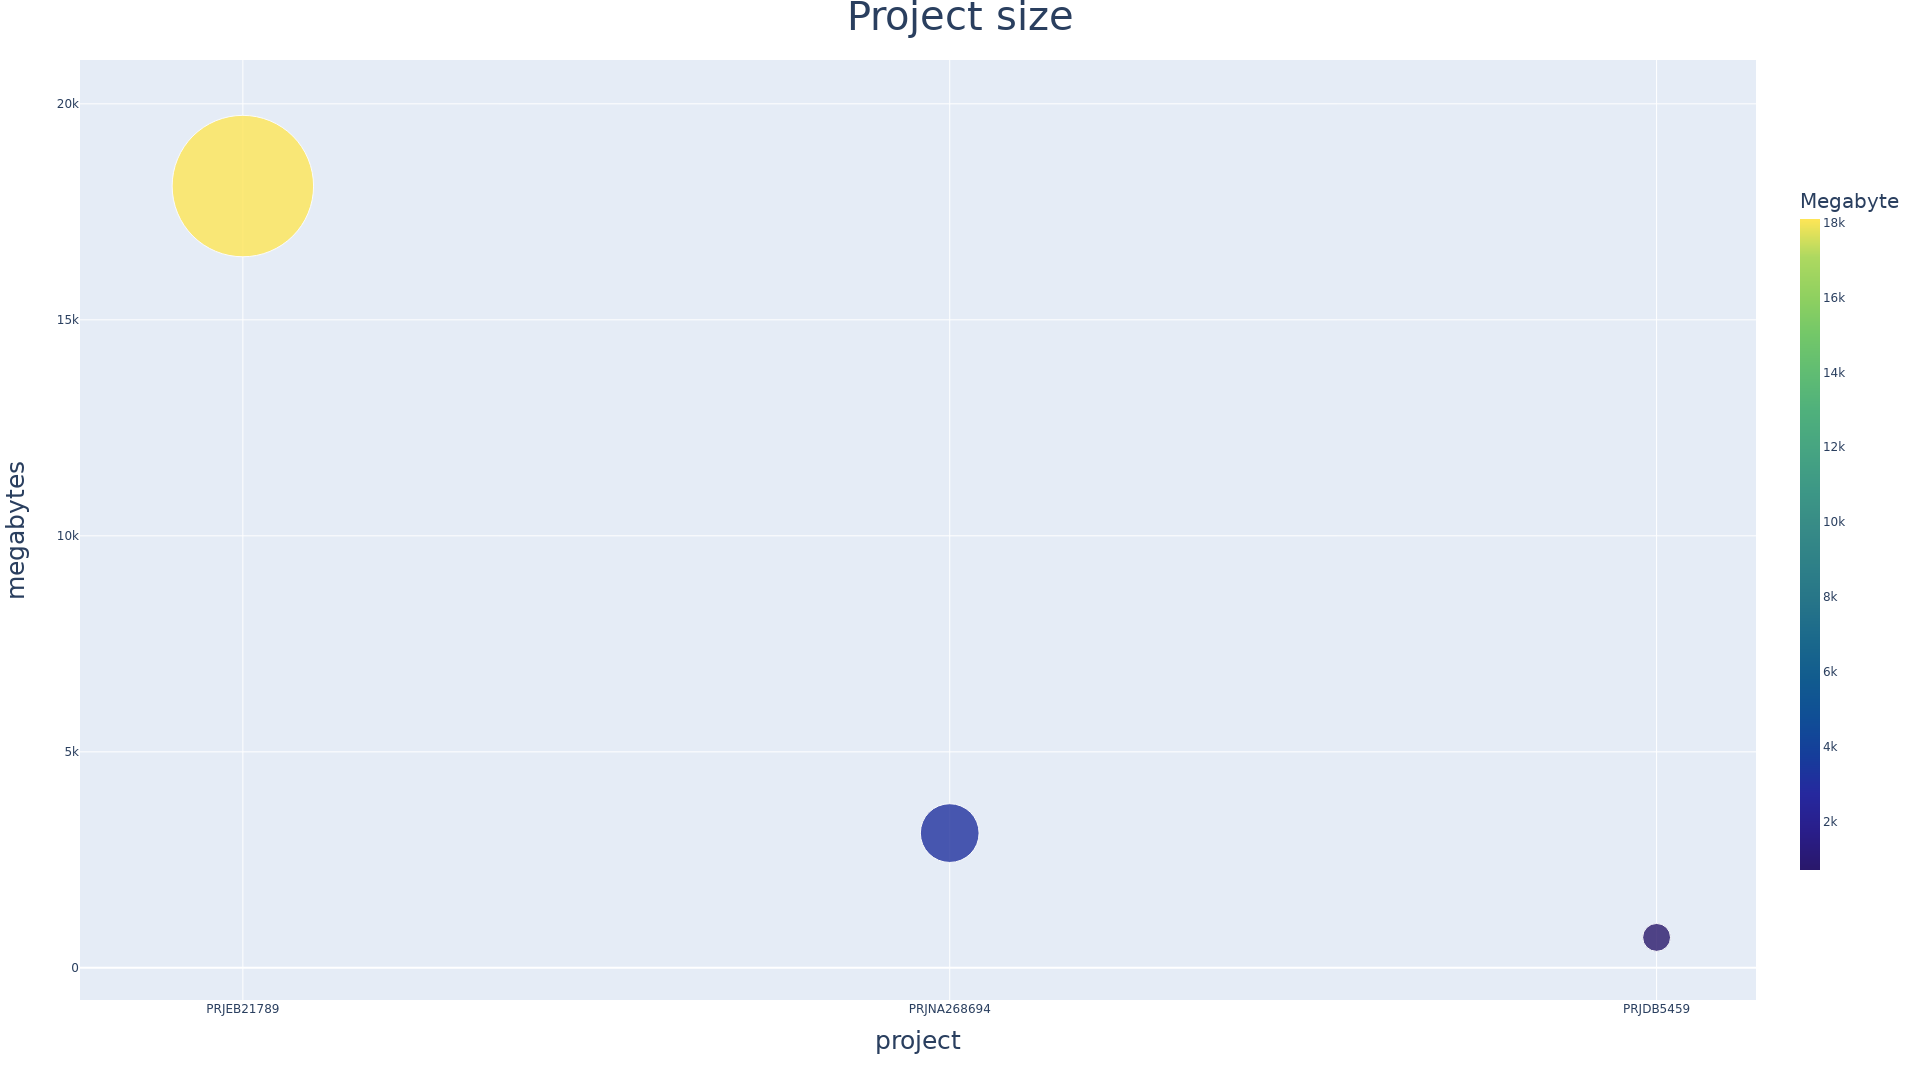 Project size
megabytes
20k
15k
10k
5k
0
PRJEB21789
PRJNA268694
PRJDB5459
project
Megabyte
18k
16k
14k
12k
10k
8k
6k
4k
2k